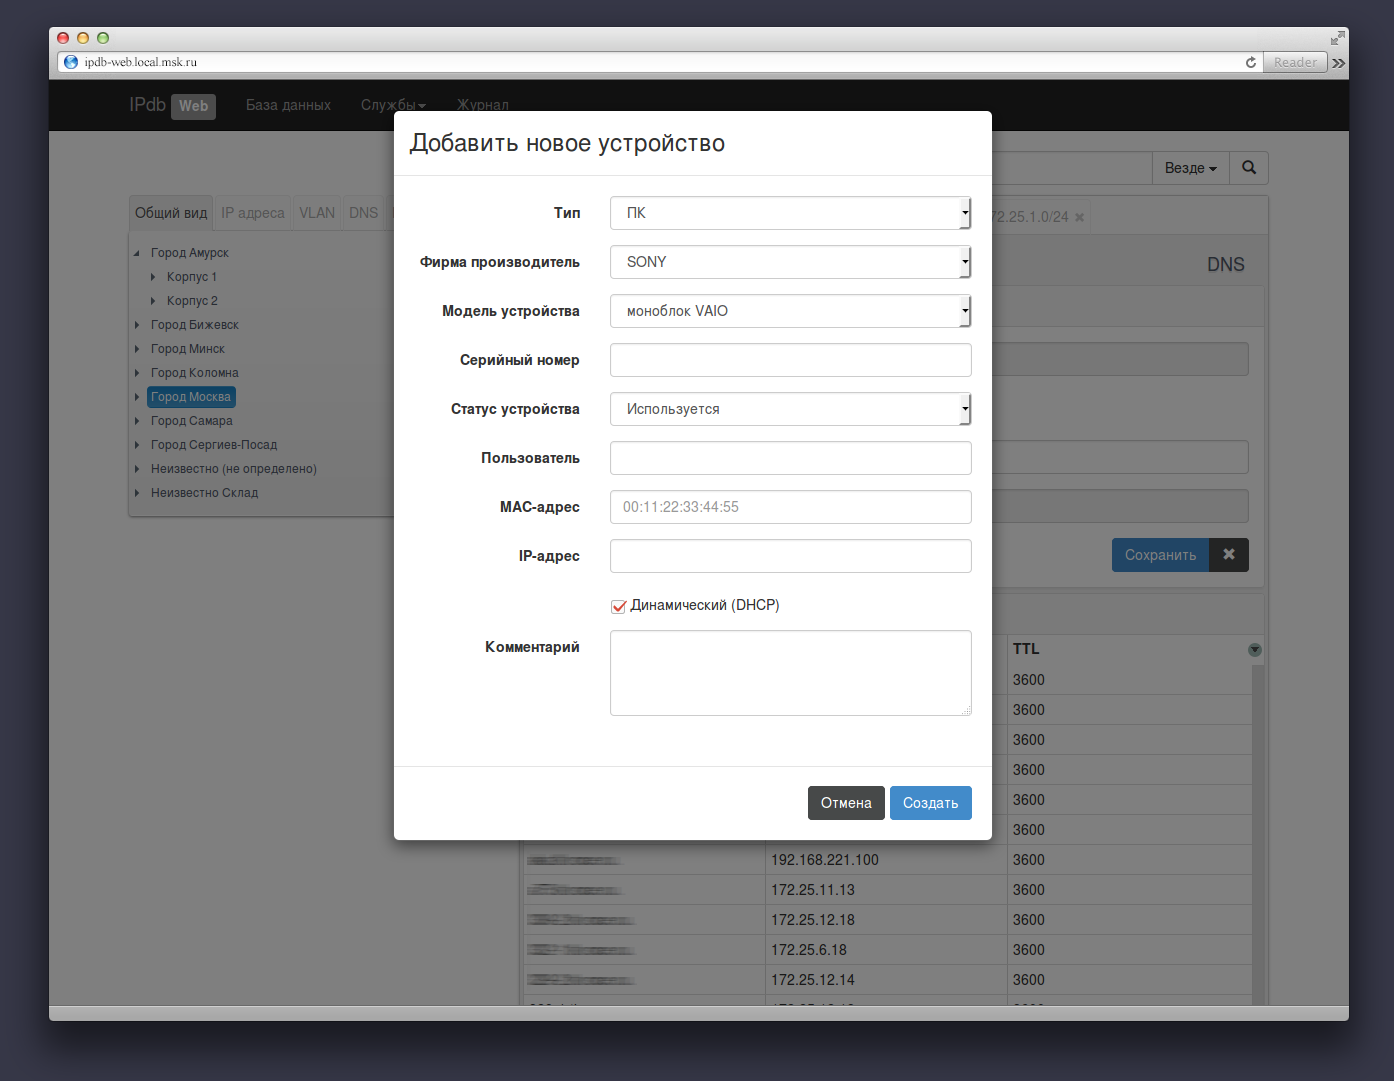 ipdb-web.local.msk.ru
Reader
IPdb Web База данных Службы Журнал
Добавить новое устройство
Везде
Общий вид IP адреса VLAN DNS
72.25.1.0/24
Город Амурск
Корпус 1
Корпус 2
Город Бижевск
Город Минск
Город Коломна
Город Москва
Город Самара
Город Сергиев-Посад
Неизвестно (не определено)
Неизвестно Склад
Тип ПК
Фирма производитель SONY
Модель устройства моноблок VAIO
Серийный номер
Статус устройства Используется
Пользователь
MAC-адрес 00:11:22:33:44:55
IP-адрес
Динамический (DHCP)
Комментарий
Отмена Создать
DNS
Сохранить
TTL
3600
3600
3600
3600
3600
3600
192.168.221.100 3600
172.25.11.13 3600
172.25.12.18 3600
172.25.6.18 3600
172.25.12.14 3600